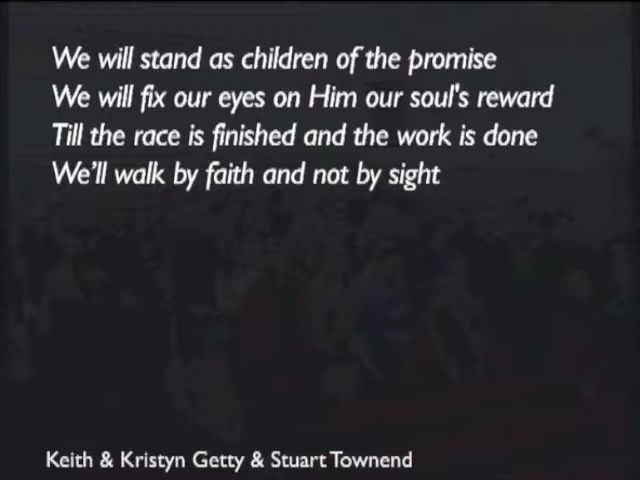 We will stand as children of the promise
We will fix our eyes on Him our soul's reward
Till the race is finished and the work is done
We'll walk by faith and not by sight
Keith & Kristyn Getty & Stuart Townend